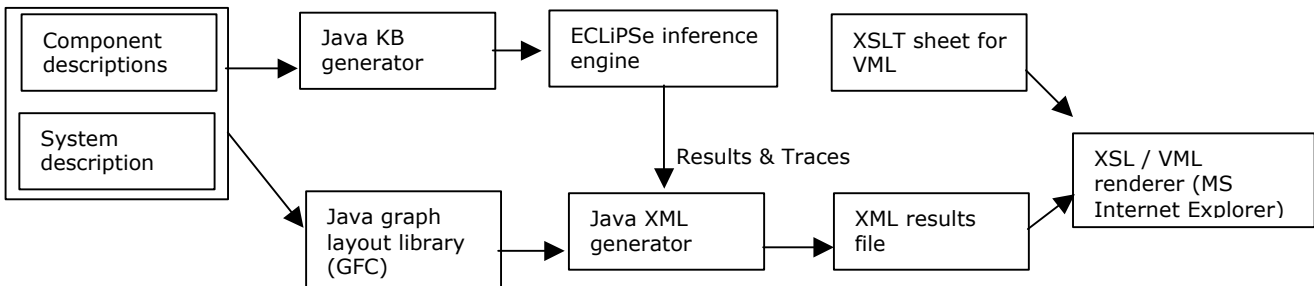 Component
descriptions
System
description
Java KB
generator
ECLiPSe inference
engine
XSLT sheet for
VML
Results & Traces
Java graph
layout library
(GFC)
Java XML
generator
XML results
file
XSL / VML
renderer (MS
Internet Explorer)